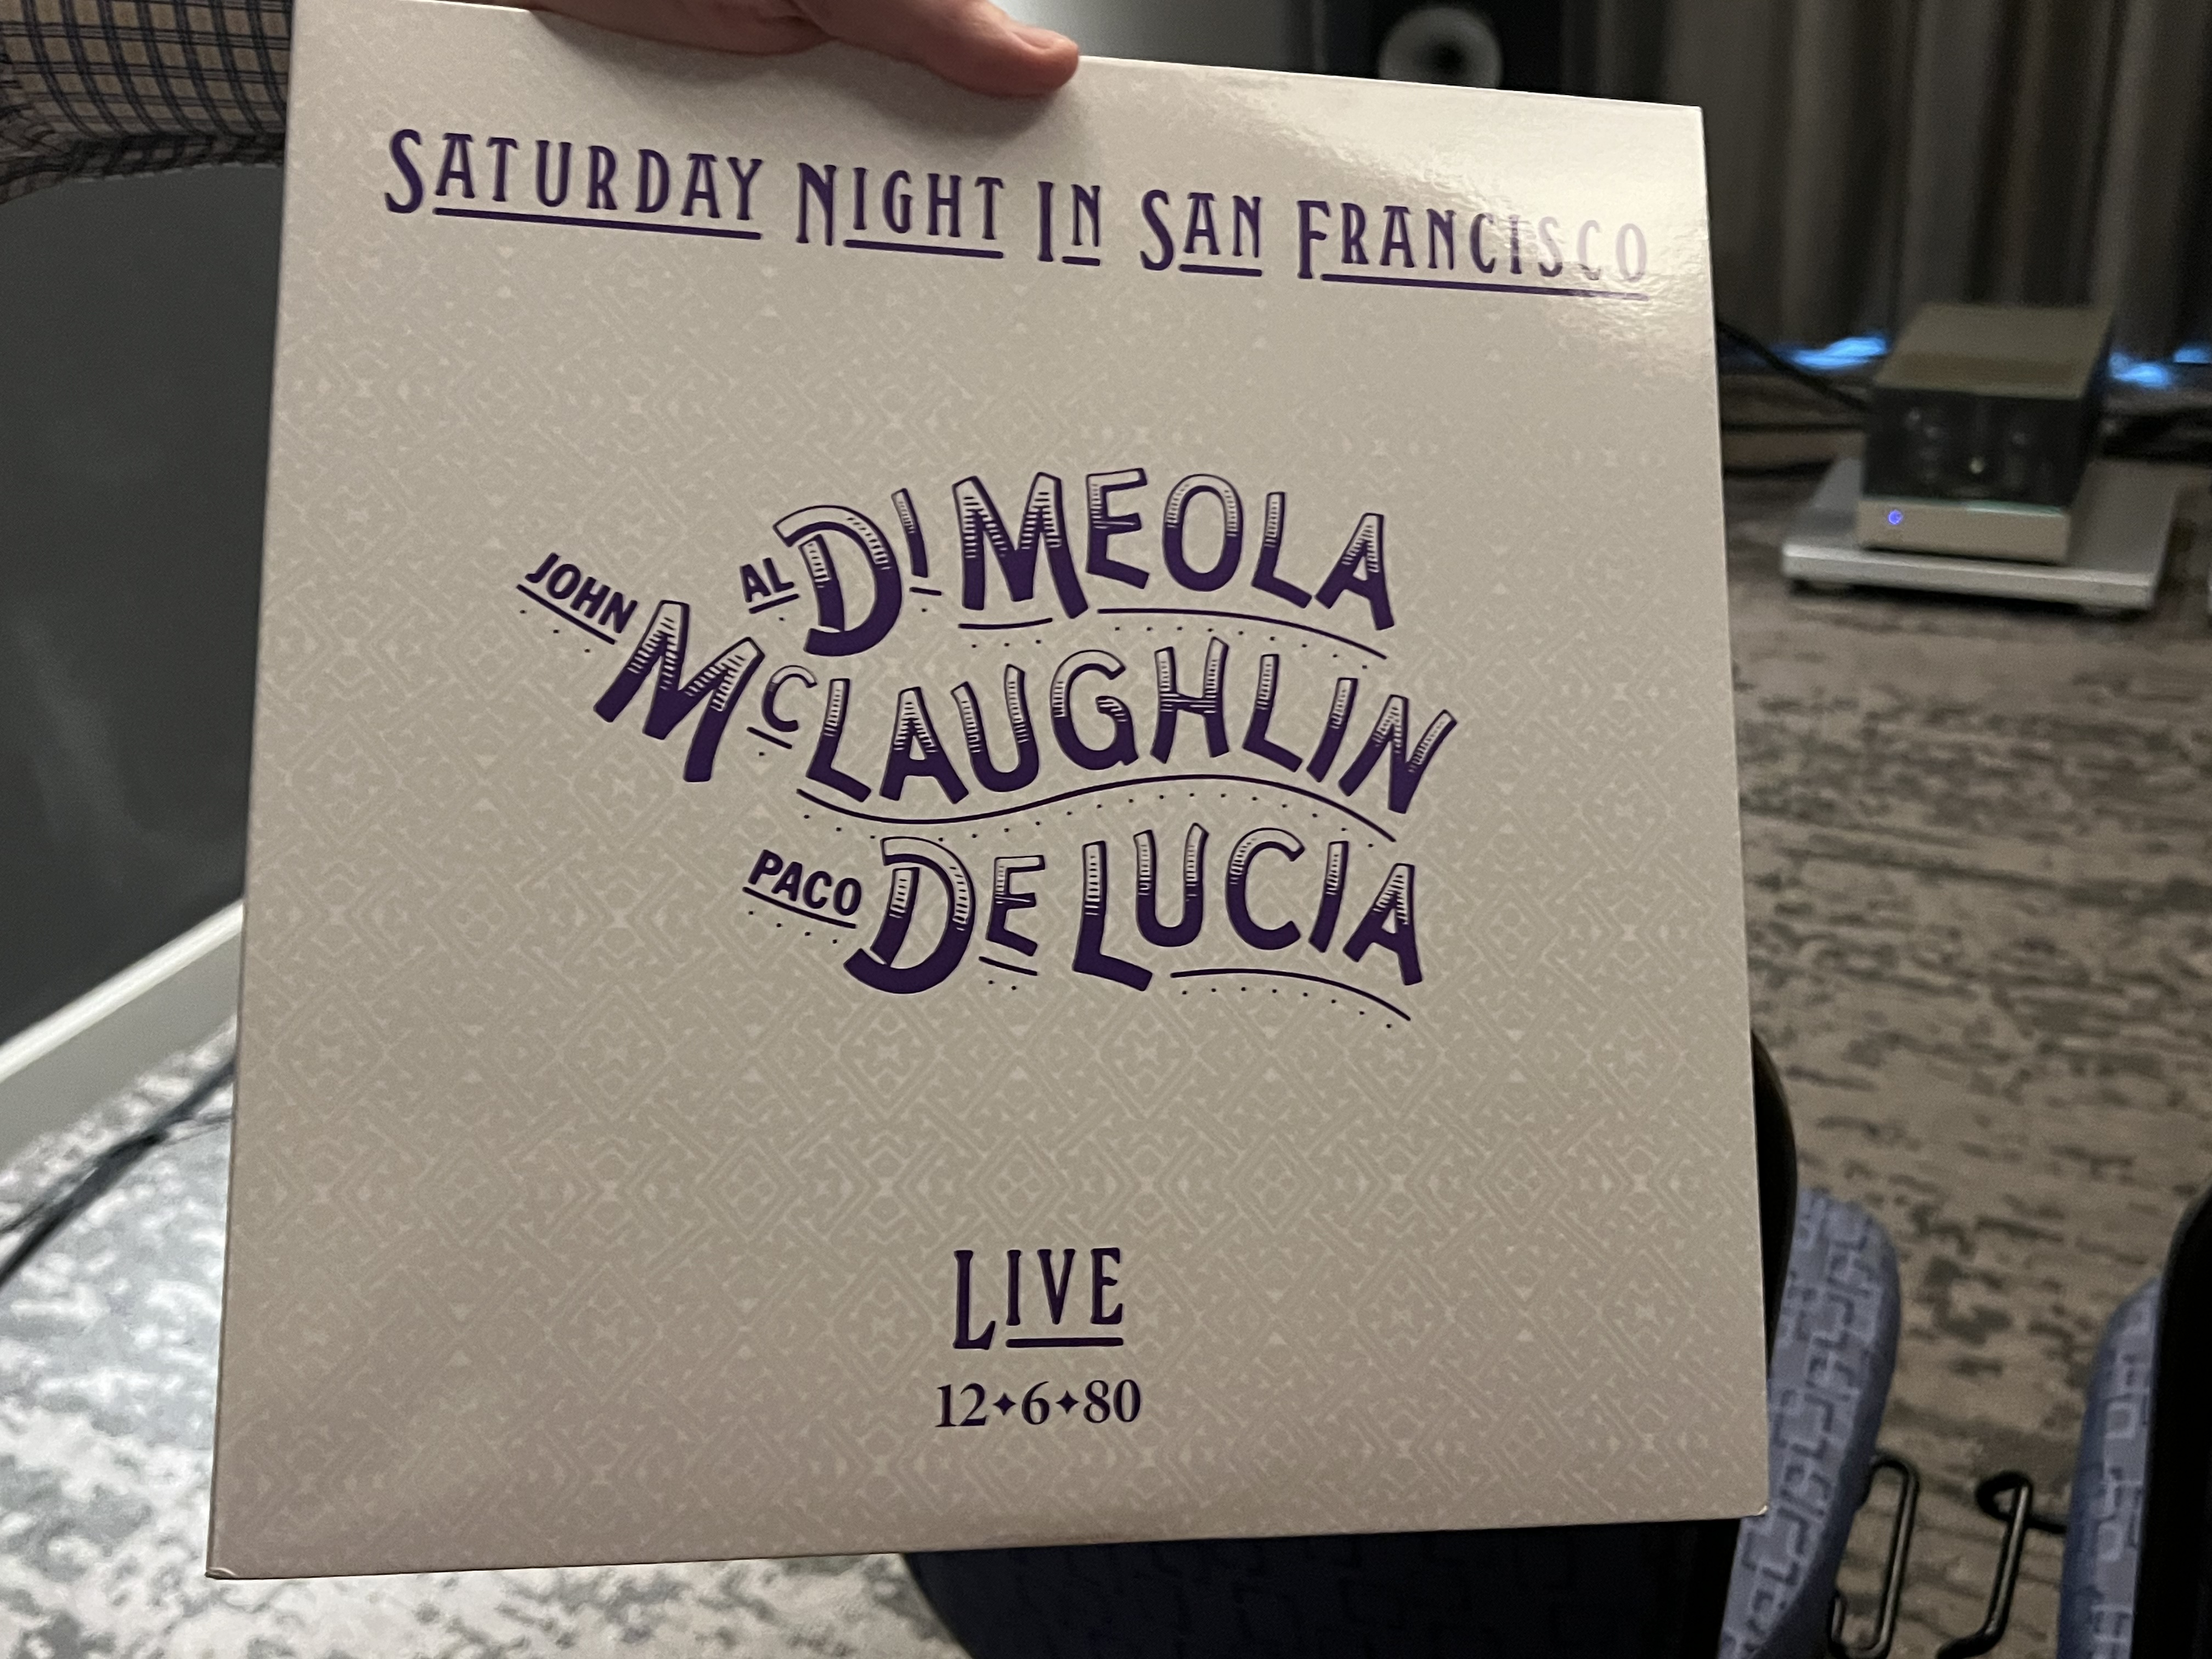 Saturday Night In San Francisco
AL DI MEOLA
JOHN McLAUGHLIN
PACO DE LUCIA
LIVE
12✦6✦80